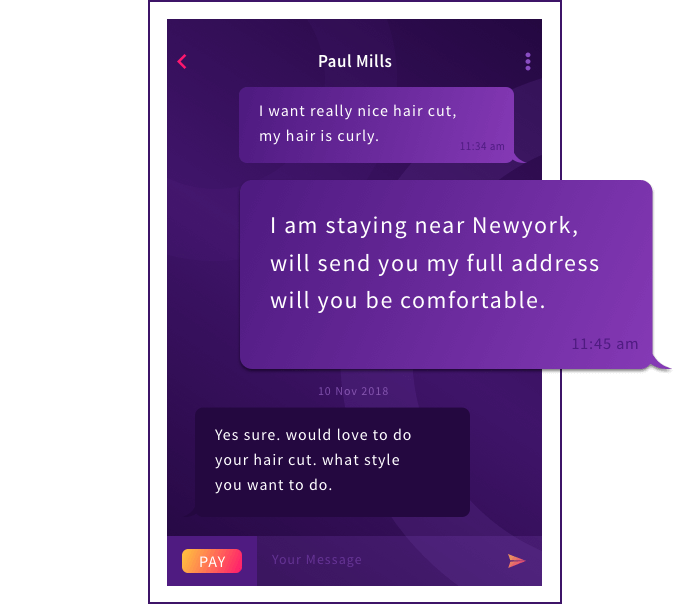 Paul Mills
I want really nice hair cut,
my hair is curly.
11:34 am
I am staying near Newyork,
will send you my full address
will you be comfortable.
11:45 am
10 Nov 2018
Yes sure. would love to do
your hair cut. what style
you want to do.
PAY
Your Message